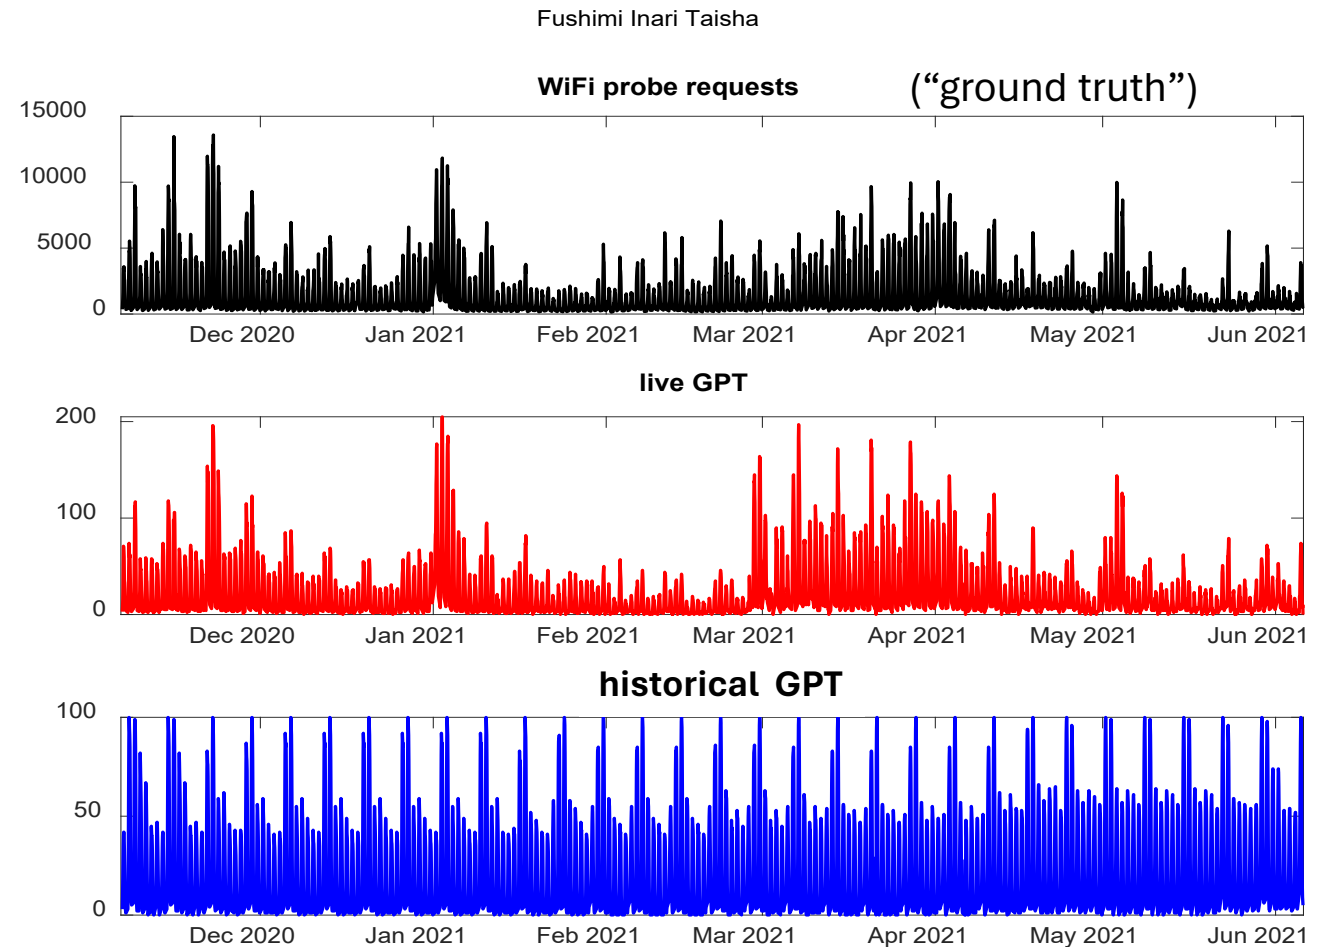 Fushimi Inari Taisha
WiFi probe requests (“ground truth”)
15000
10000
5000
0
Dec 2020 Jan 2021 Feb 2021 Mar 2021 Apr 2021 May 2021 Jun 2021
live GPT
200
100
0
Dec 2020 Jan 2021 Feb 2021 Mar 2021 Apr 2021 May 2021 Jun 2021
historical GPT
100
50
0
Dec 2020 Jan 2021 Feb 2021 Mar 2021 Apr 2021 May 2021 Jun 2021